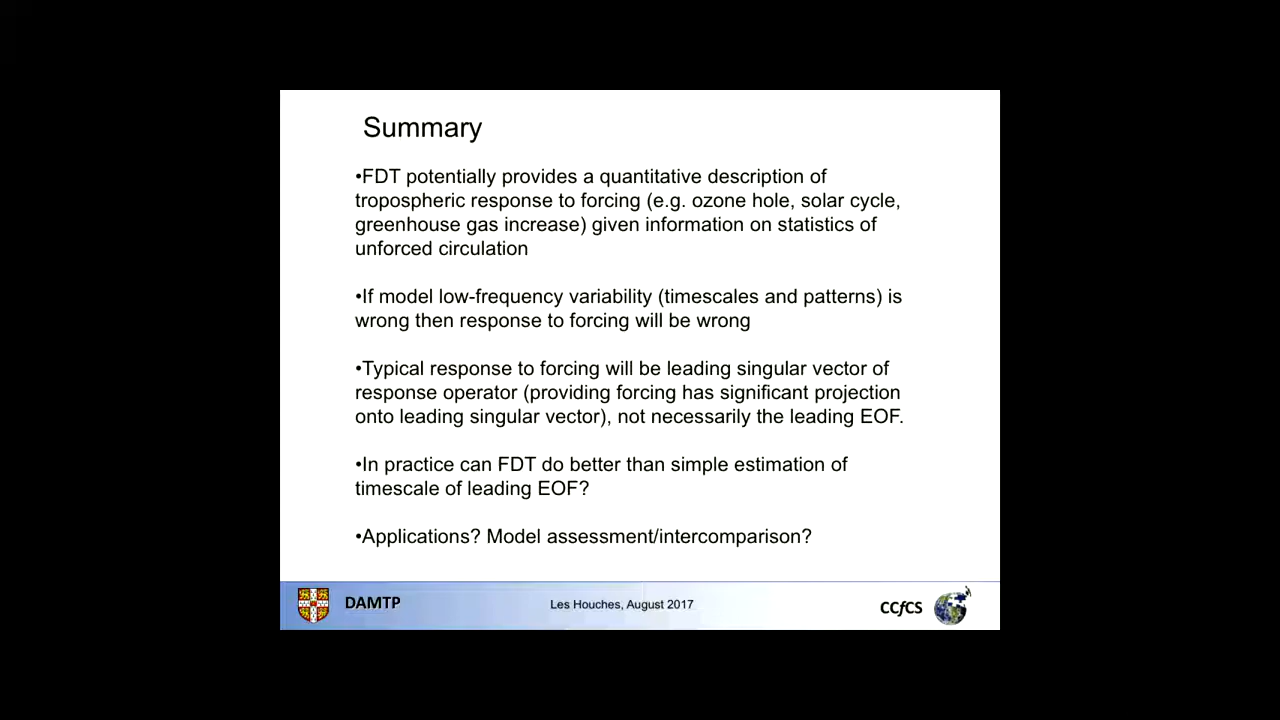 Summary
•FDT potentially provides a quantitative description of
tropospheric response to forcing (e.g. ozone hole, solar cycle,
greenhouse gas increase) given information on statistics of
unforced circulation
•If model low-frequency variability (timescales and patterns) is
wrong then response to forcing will be wrong
•Typical response to forcing will be leading singular vector of
response operator (providing forcing has significant projection
onto leading singular vector), not necessarily the leading EOF.
•In practice can FDT do better than simple estimation of
timescale of leading EOF?
•Applications? Model assessment/intercomparison?
DAMTP
Les Houches, August 2017
CCfCS